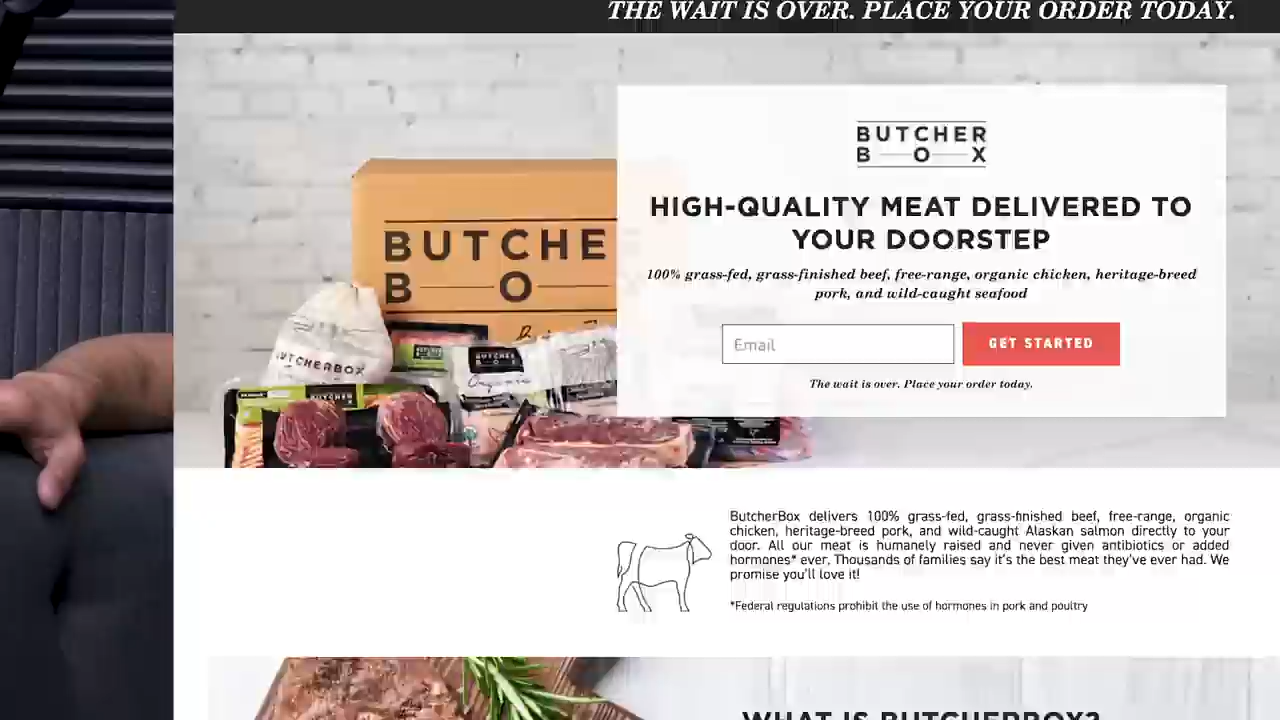 THE WAIT IS OVER. PLACE YOUR ORDER TODAY.
BUTCHER
B O X
HIGH-QUALITY MEAT DELIVERED TO
YOUR DOORSTEP
100% grass-fed, grass-finished beef, free-range, organic chicken, heritage-breed
pork, and wild-caught seafood
Email
GET STARTED
The wait is over. Place your order today.
BUTCHE
B O
BUTCHERBOX
Organic
ButcherBox delivers 100% grass-fed, grass-finished beef, free-range, organic
chicken, heritage-breed pork, and wild-caught Alaskan salmon directly to your
door. All our meat is humanely raised and never given antibiotics or added
hormones* ever. Thousands of families say it's the best meat they've ever had. We
promise you'll love it!
*Federal regulations prohibit the use of hormones in pork and poultry
WHAT IS BUTCHERBOX?